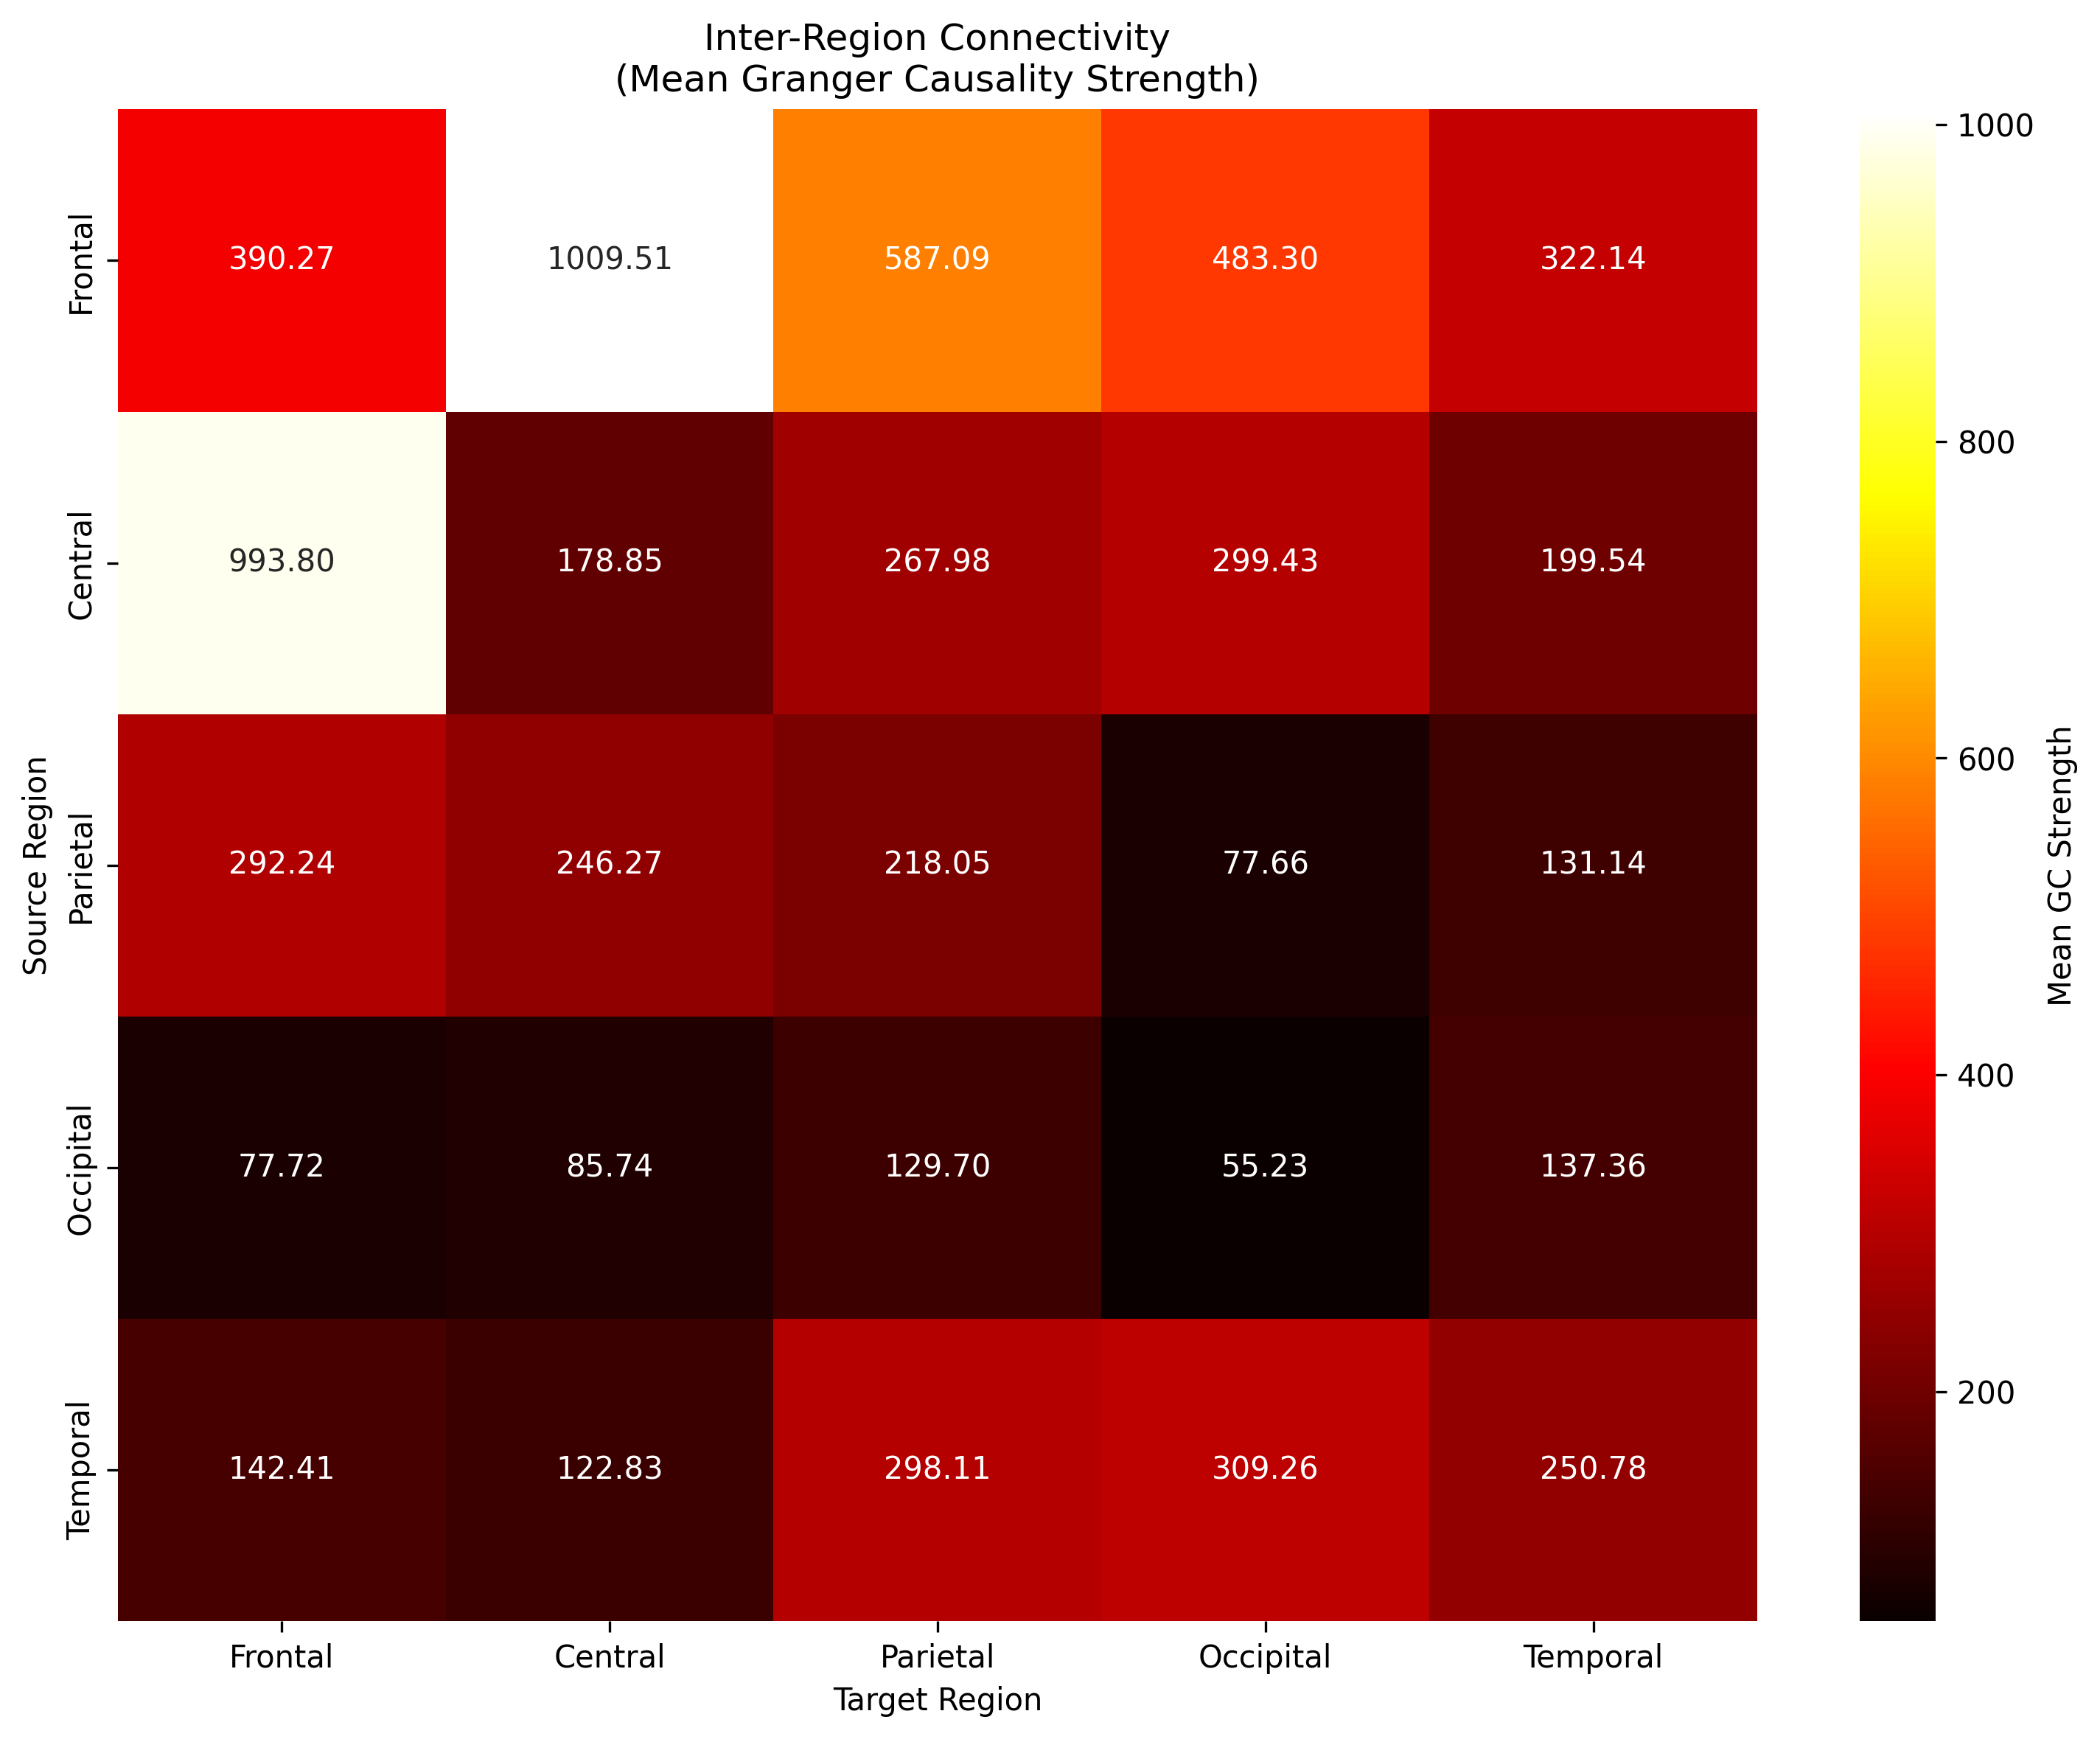 Inter-Region Connectivity
(Mean Granger Causality Strength)
Source Region
Frontal
390.27 1009.51 587.09 483.30 322.14
Central
993.80 178.85 267.98 299.43 199.54
Parietal
292.24 246.27 218.05 77.66 131.14
Occipital
77.72 85.74 129.70 55.23 137.36
Temporal
142.41 122.83 298.11 309.26 250.78
Frontal Central Parietal Occipital Temporal
Target Region
1000
800
600
400
200
Mean GC Strength